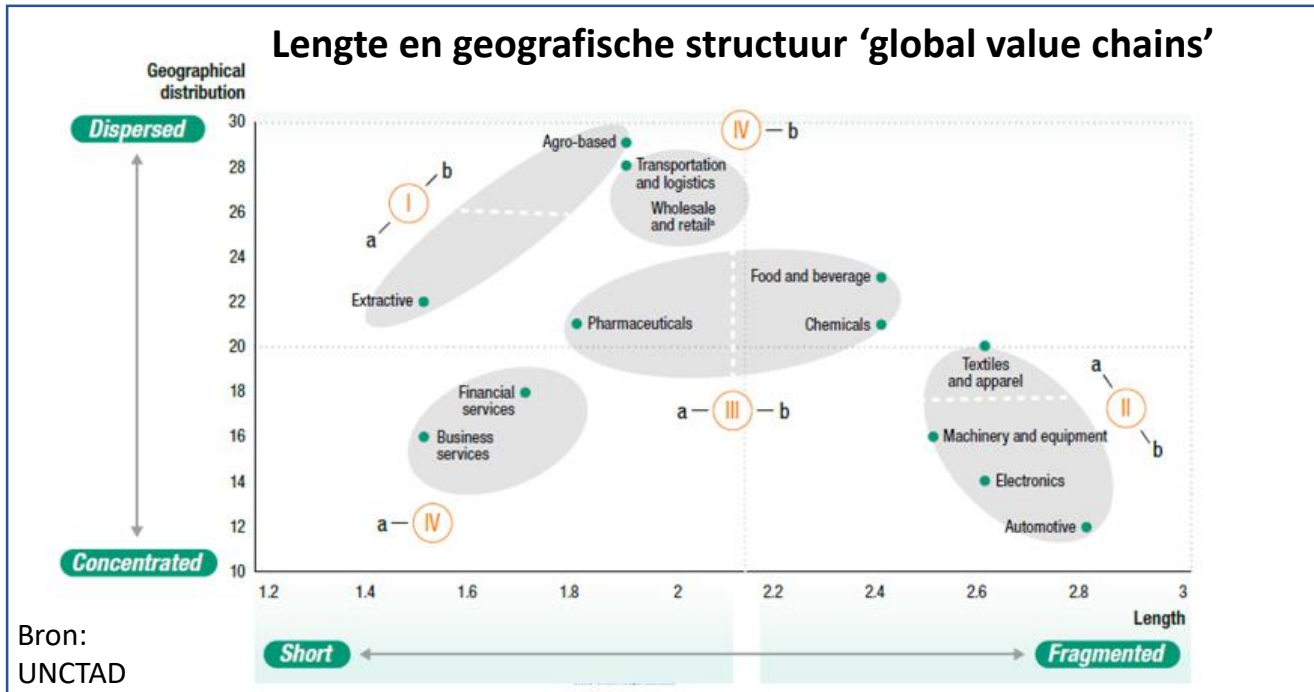 Lengte en geografische structuur ‘global value chains’
Geographical
distribution
Dispersed
Concentrated
30
28
26
24
22
20
18
16
14
12
10
Agro-based
IV
b
Transportation
and logistics
Wholesale
and retailᵃ
b
I
a
Extractive
Food and beverage
Pharmaceuticals
Chemicals
Textiles
and apparel
a
II
b
Financial
services
Business
services
a
III
b
Machinery and equipment
Electronics
Automotive
a
IV
1.2
1.4
1.6
1.8
2
2.2
2.4
2.6
2.8
3
Length
Short
Fragmented
Bron:
UNCTAD